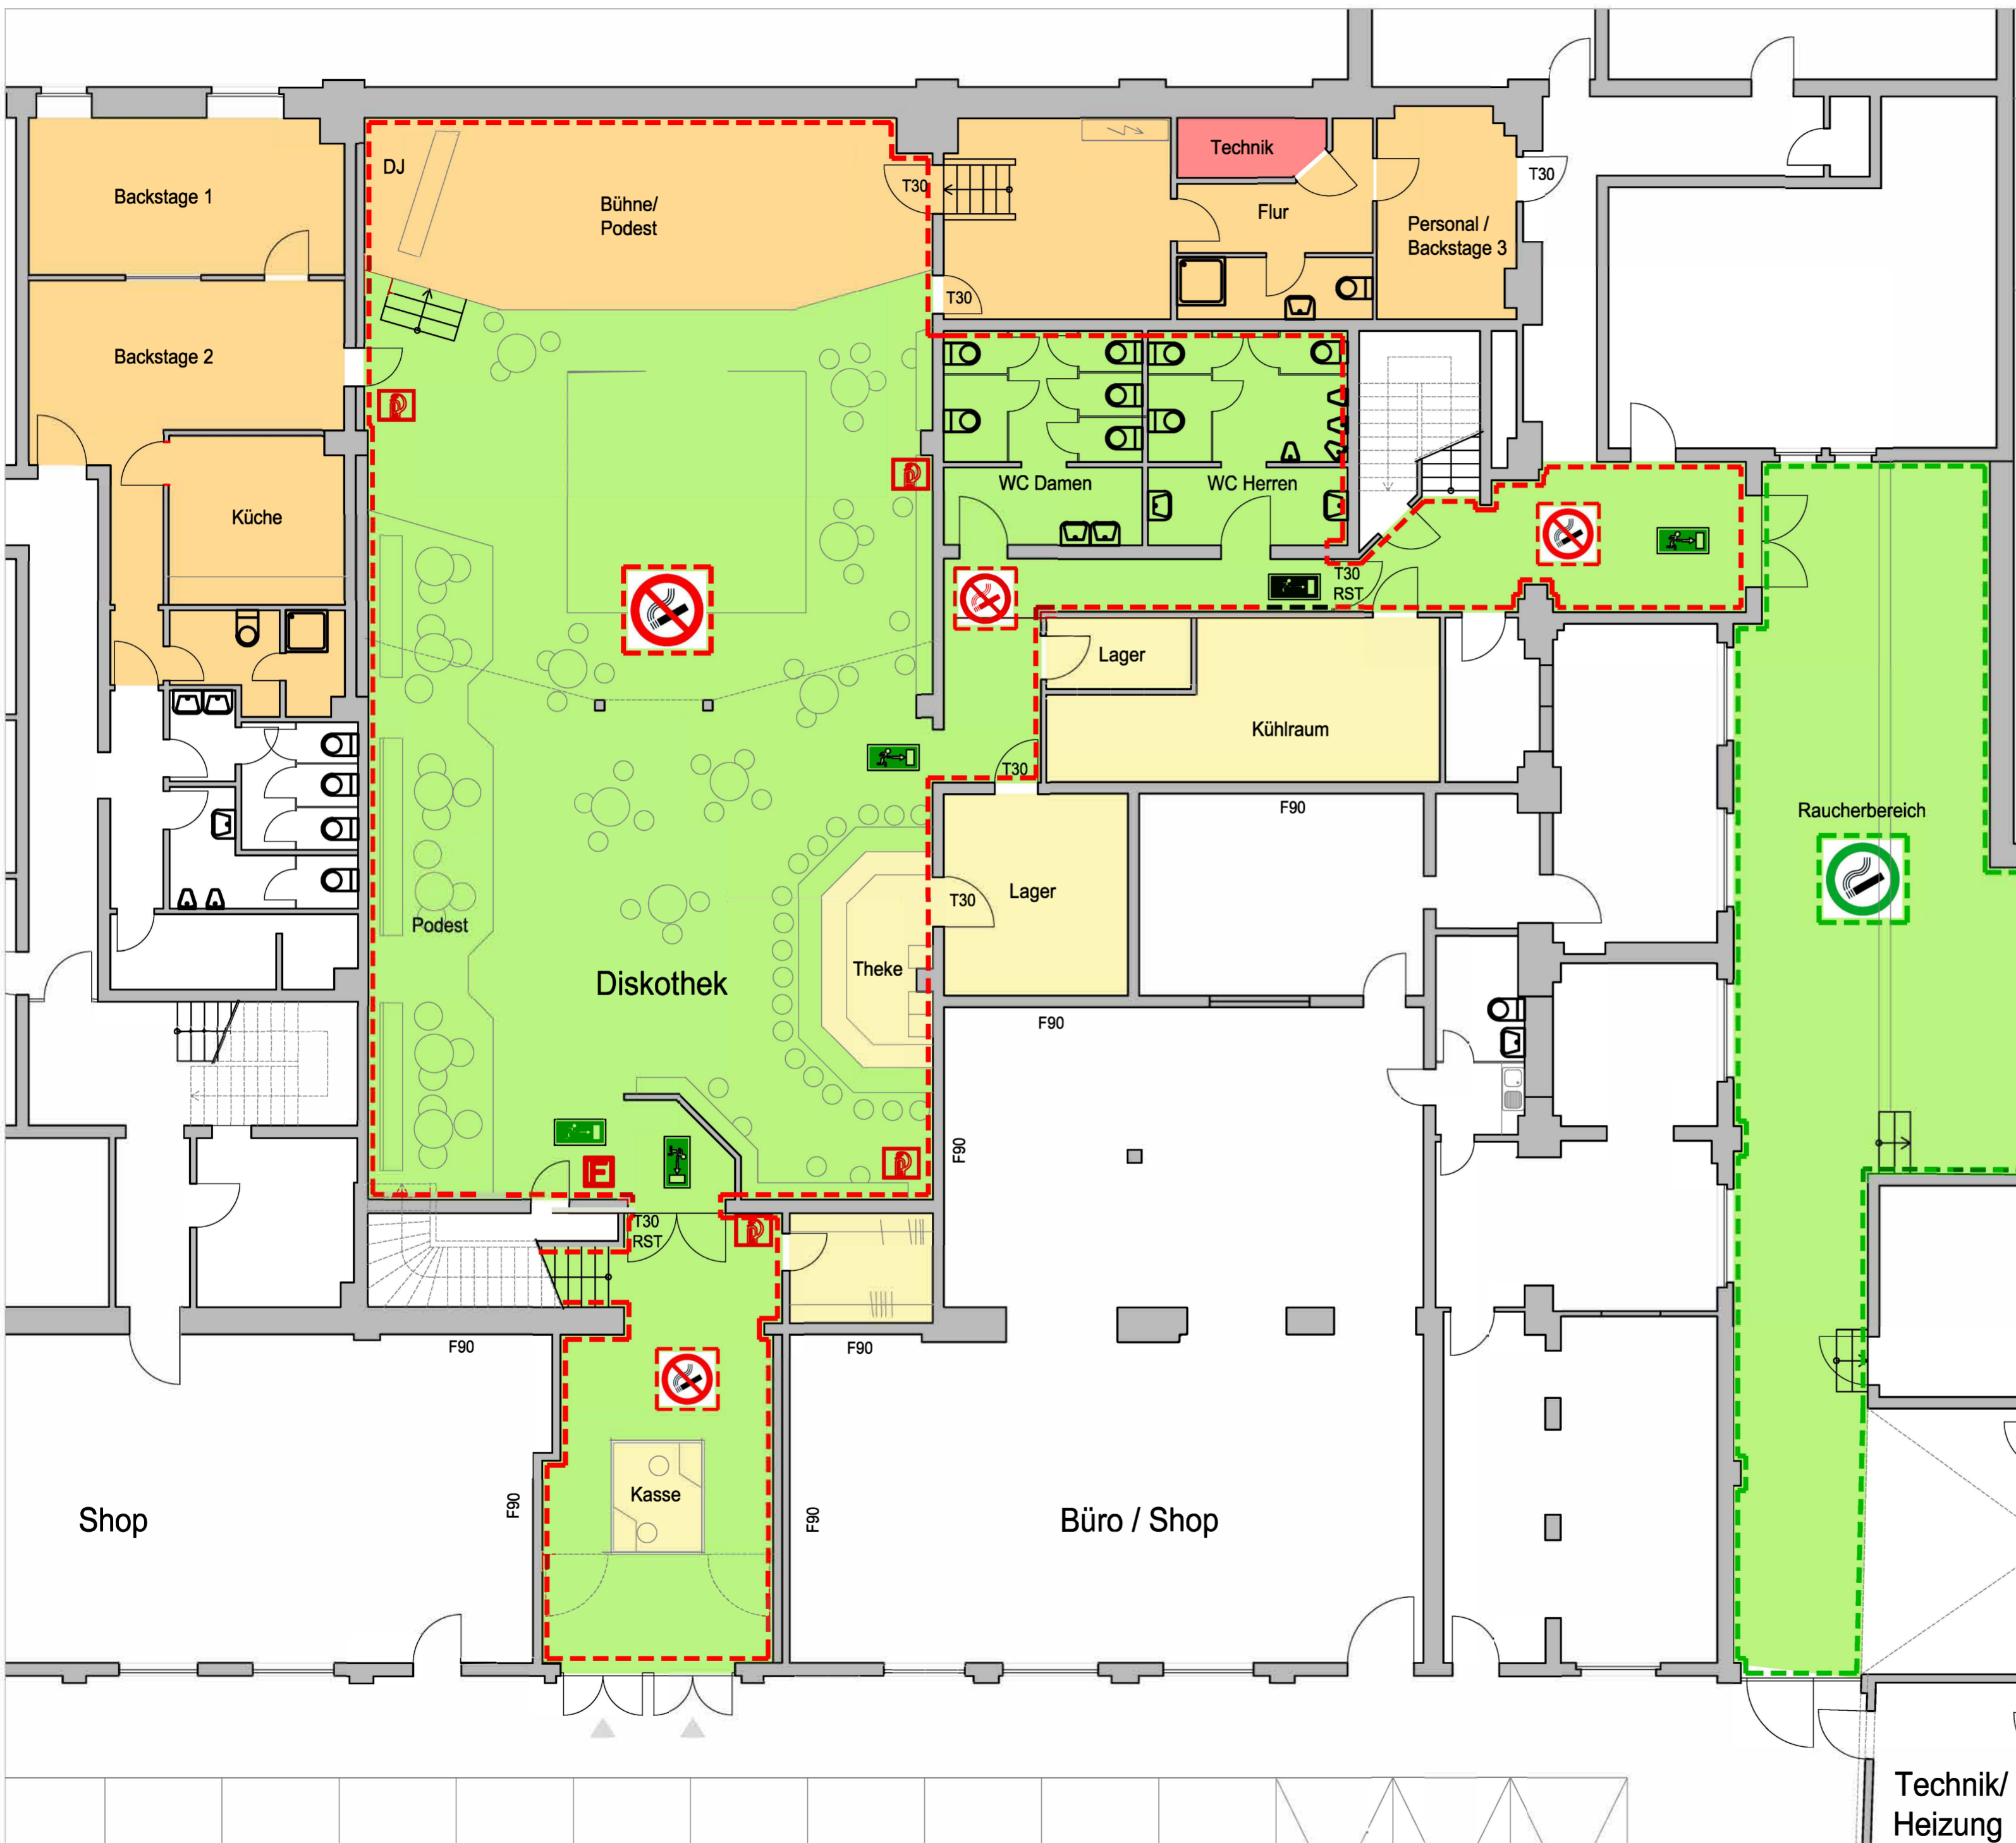 DJ
Backstage 1
Bühne/
Podest
T30
Technik
Flur
Personal /
Backstage 3
T30
T30
Backstage 2
WC Damen
WC Herren
Küche
T30
RST
Lager
Kühlraum
T30
F90
Raucherbereich
Lager
T30
Podest
Theke
Diskothek
F90
F90
F
T30
RST
F90
F90
Kasse
F90
F90
Shop
Büro / Shop
Technik/
Heizung